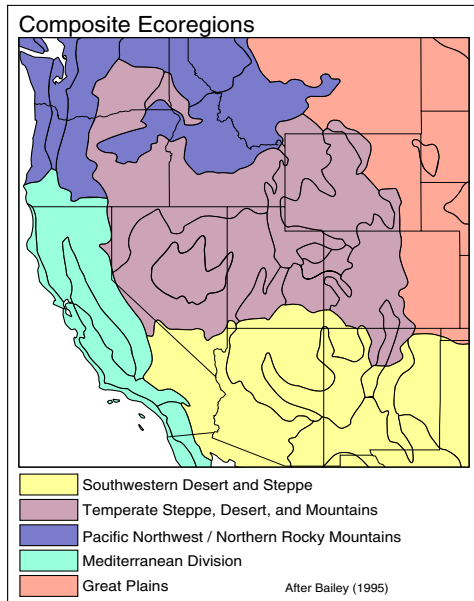 Composite Ecoregions
Southwestern Desert and Steppe
Temperate Steppe, Desert, and Mountains
Pacific Northwest / Northern Rocky Mountains
Mediterranean Division
Great Plains
After Bailey (1995)